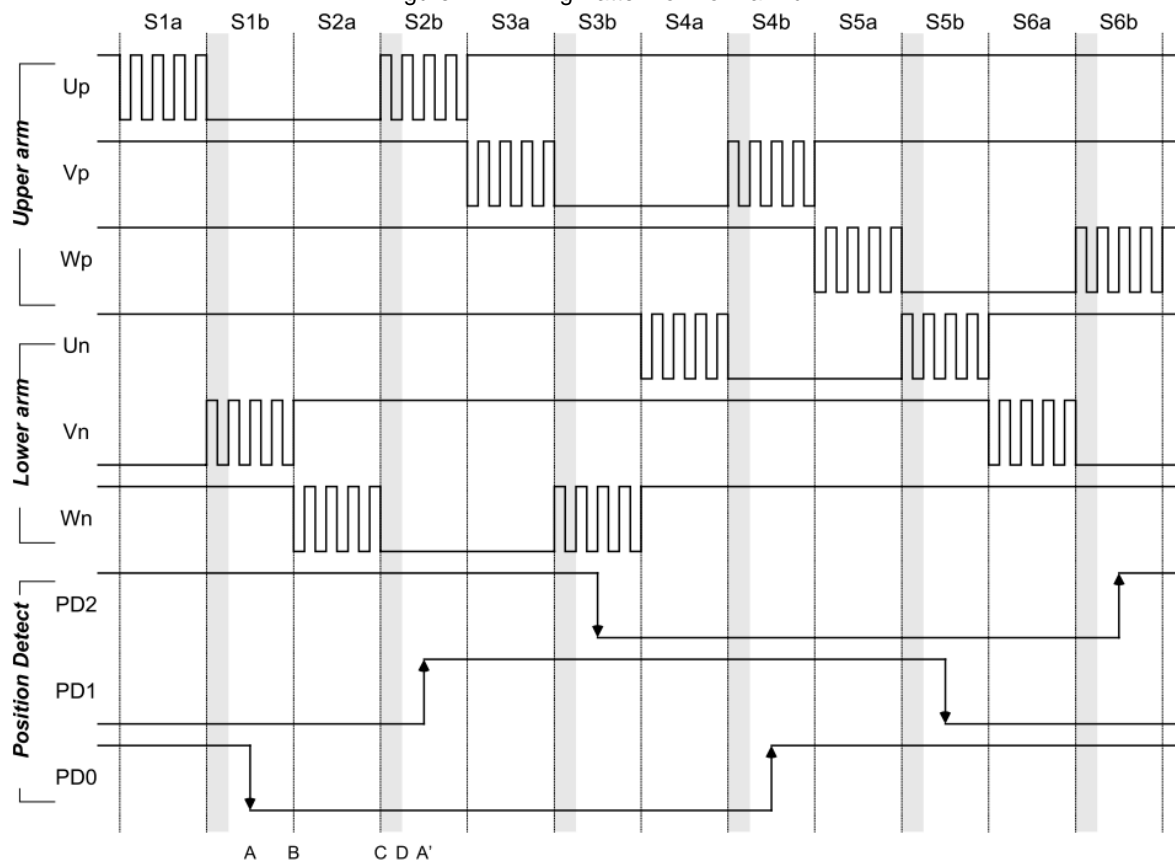 S1a S1b S2a S2b S3a S3b S4a S4b S5a S5b S6a S6b
Upper arm
Up
Vp
Wp
Lower arm
Un
Vn
Wn
Position Detect
PD2
PD1
PD0
A B C D A'